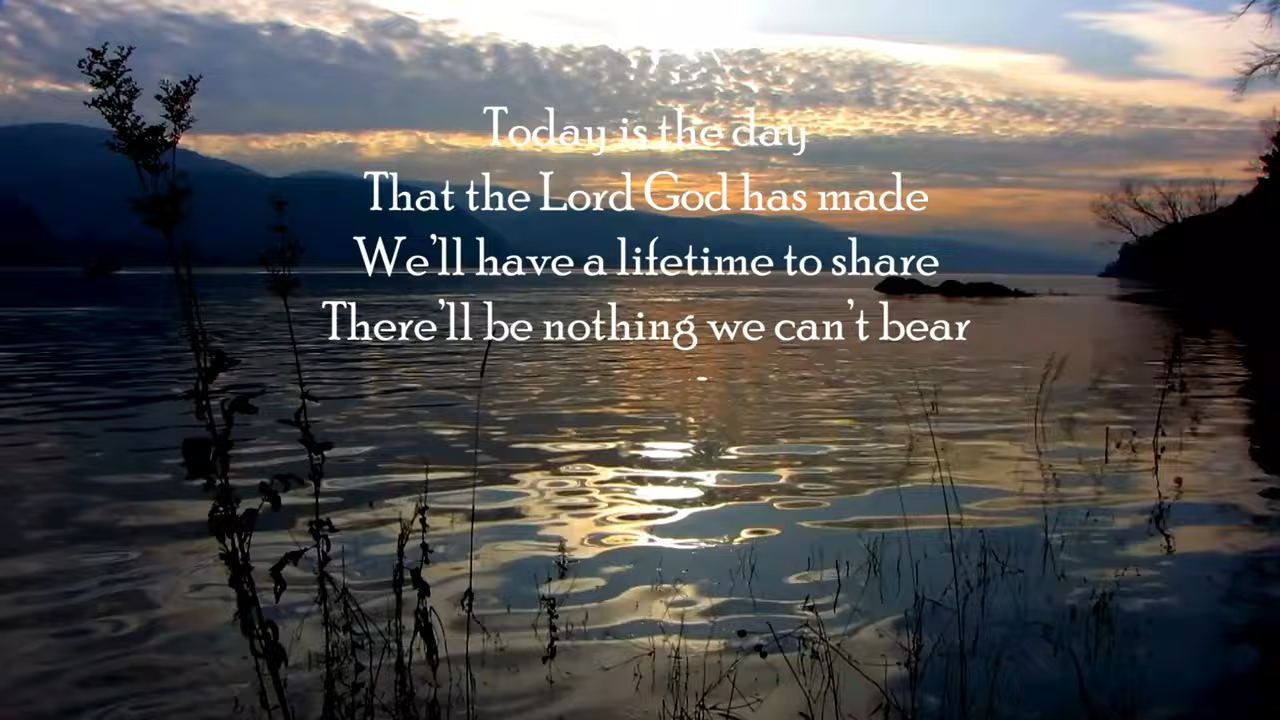 Today is the day
That the Lord God has made
We'll have a lifetime to share
There'll be nothing we can't bear